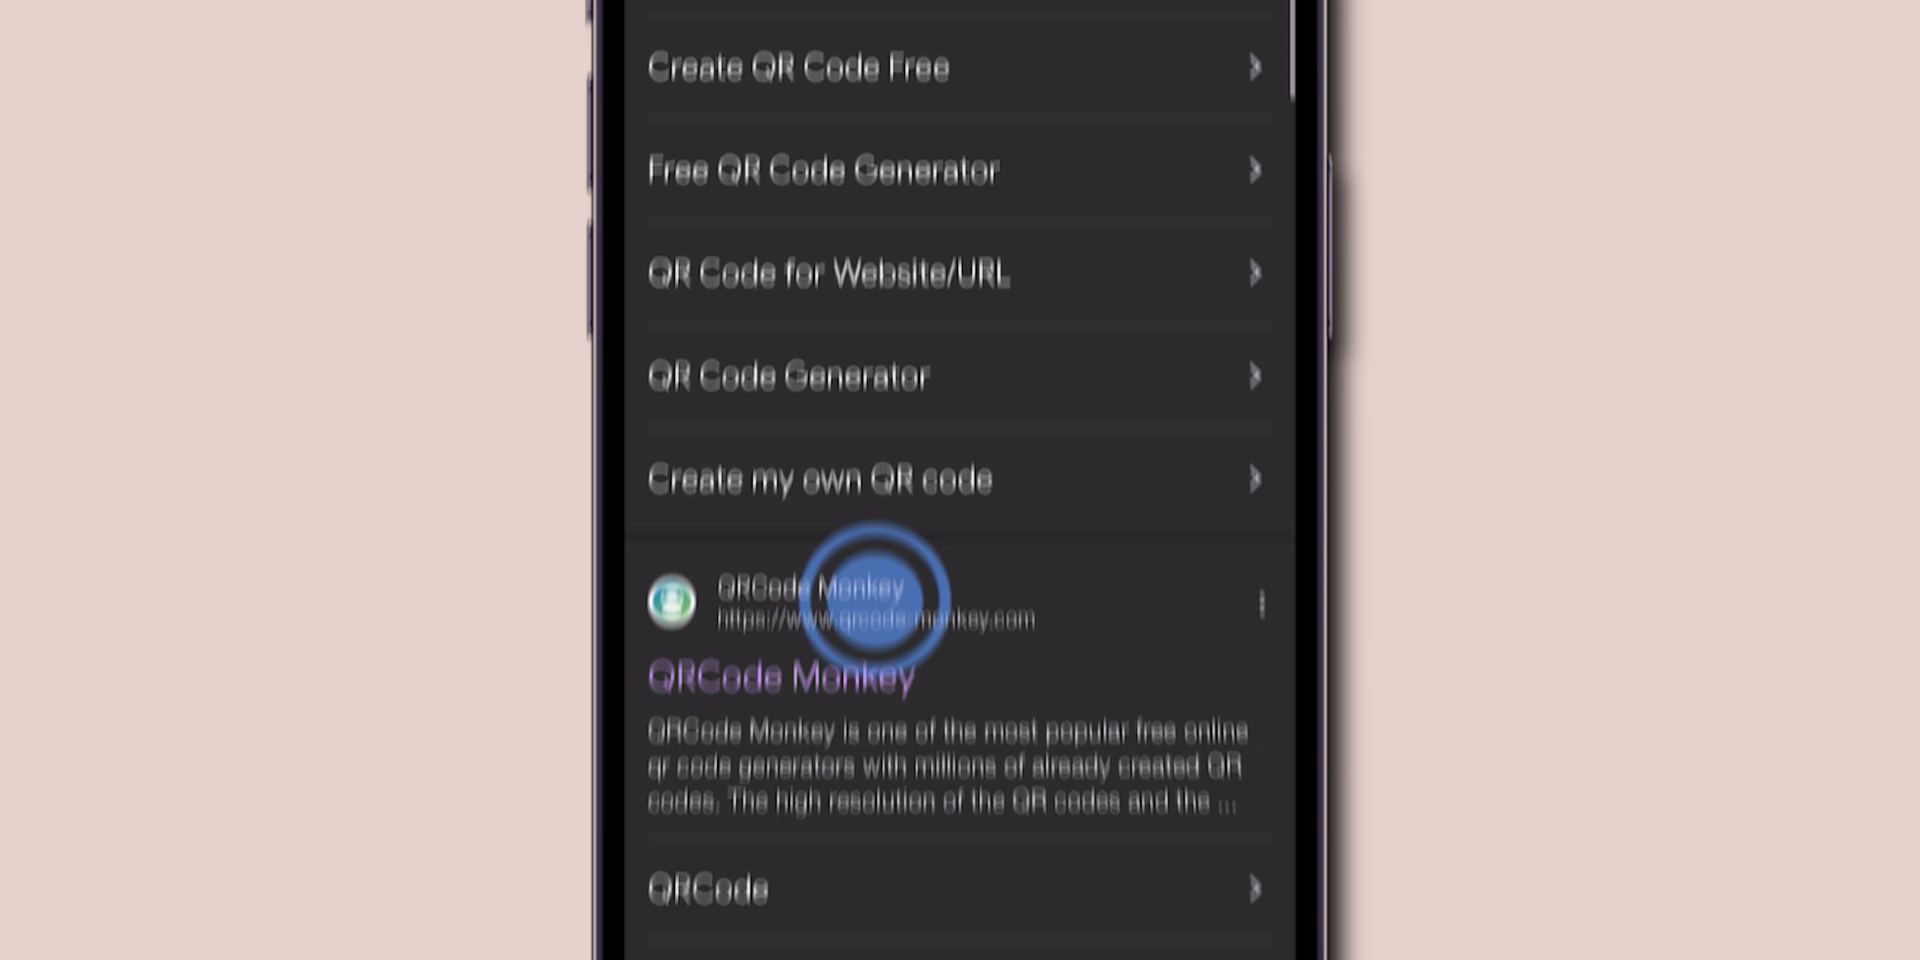 Create QR Code Free
Free QR Code Generator
QR Code for Website/URL
QR Code Generator
Create my own QR code
QRCode Monkey
https://www.qrcode-monkey.com
QRCode Monkey
QRCode Monkey is one of the most popular free online
qr code generators with millions of already created QR
codes. The high resolution of the QR codes and the ...
QRCode